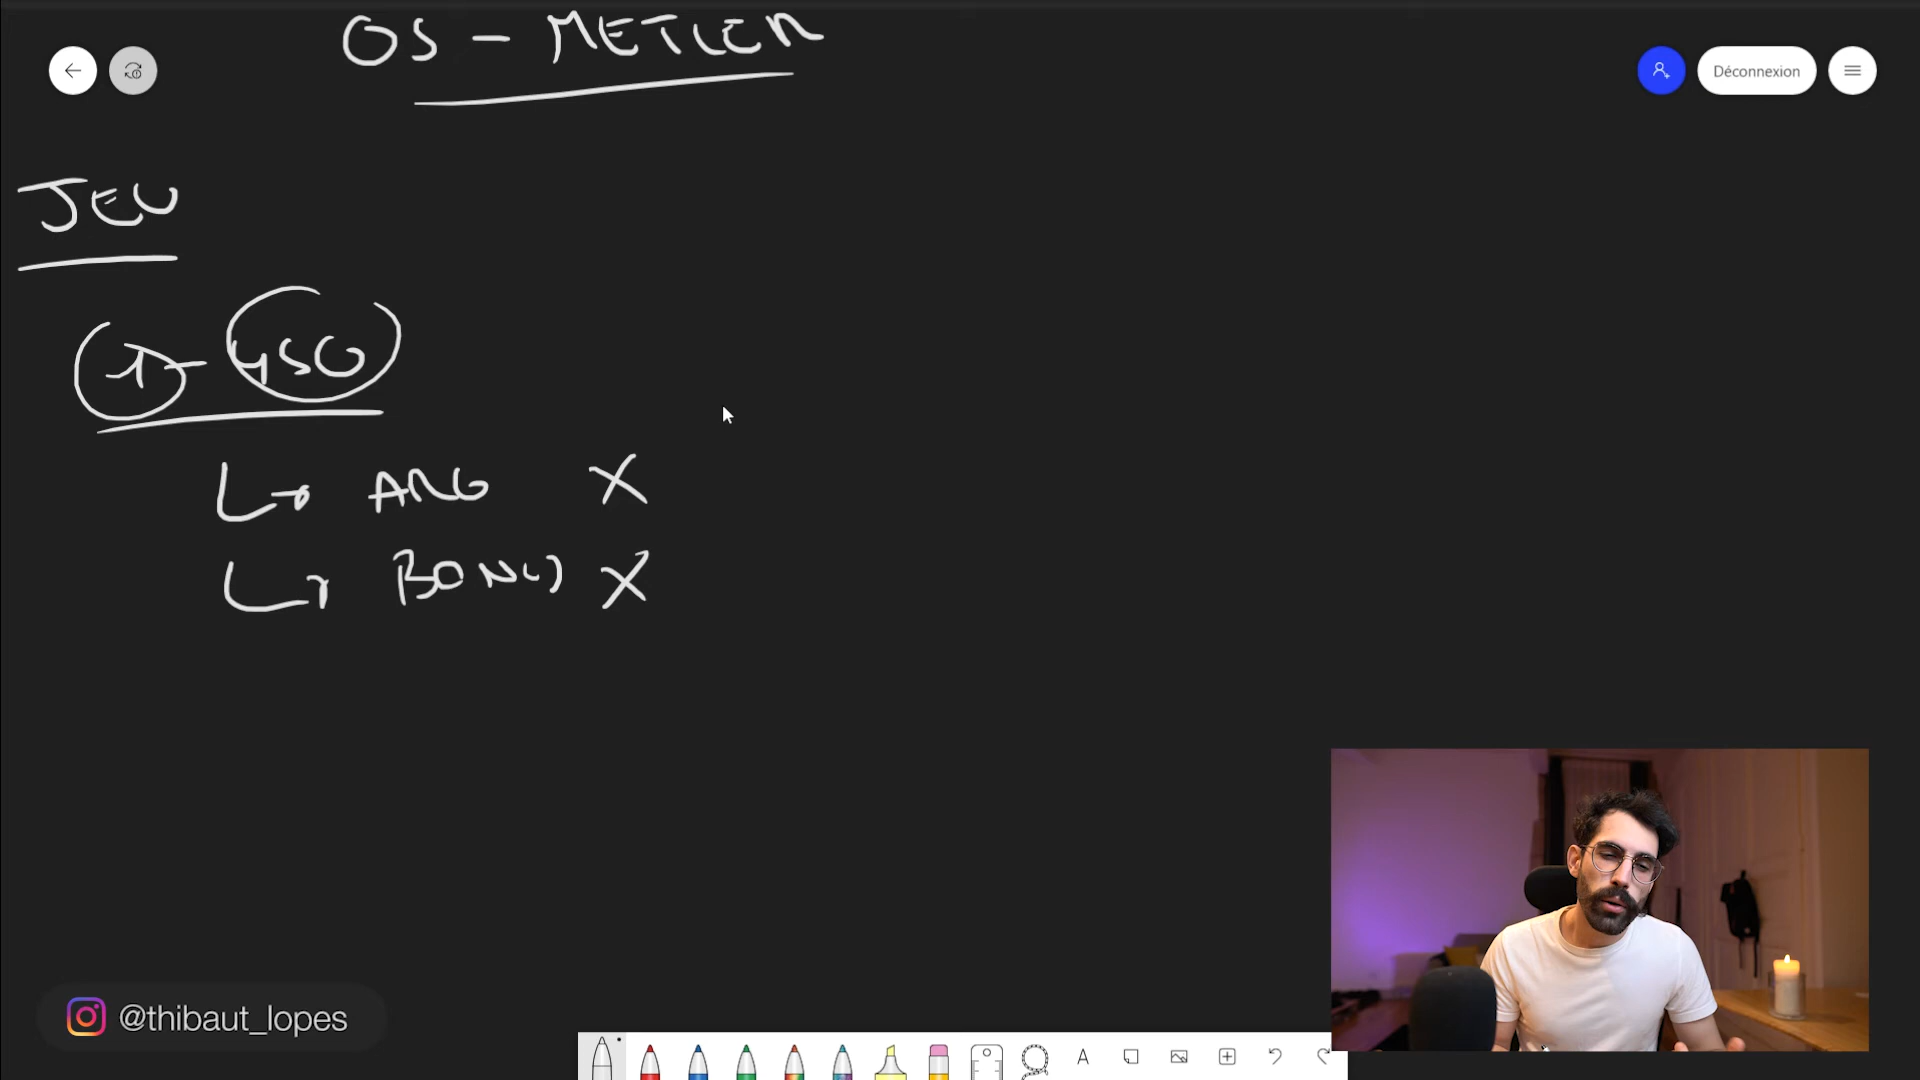 OS - METIER
Déconnexion
JEU
1 - 450
↳ ARG X
↳ BONUS X
@thibaut_lopes
A